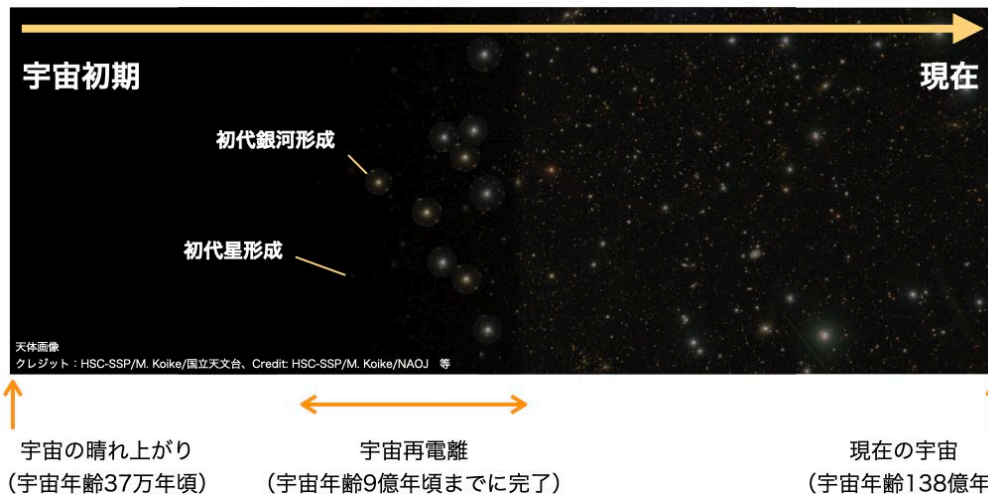 宇宙初期
現在
初代銀河形成
初代星形成
天体画像
クレジット：HSC-SSP/M. Koike/国立天文台、Credit: HSC-SSP/M. Koike/NAOJ　等
宇宙の晴れ上がり
（宇宙年齢37万年頃）
宇宙再電離
（宇宙年齢9億年頃までに完了）
現在の宇宙
（宇宙年齢138億年